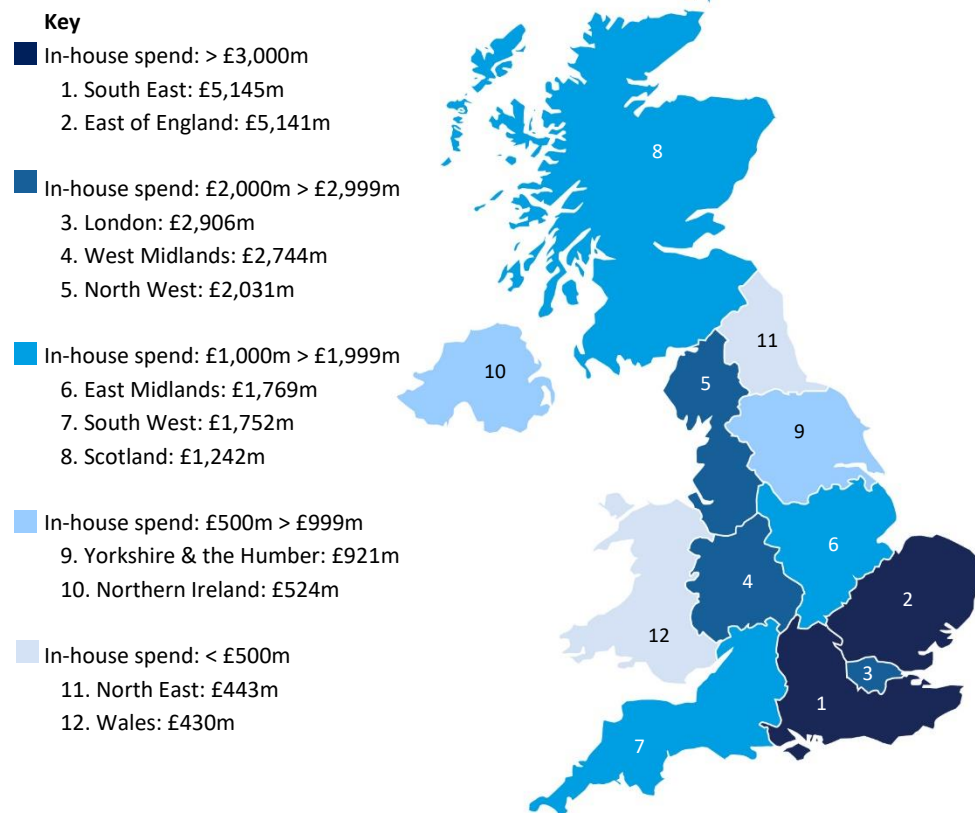 Key
In-house spend: > £3,000m
1. South East: £5,145m
2. East of England: £5,141m
In-house spend: £2,000m > £2,999m
3. London: £2,906m
4. West Midlands: £2,744m
5. North West: £2,031m
In-house spend: £1,000m > £1,999m
6. East Midlands: £1,769m
7. South West: £1,752m
8. Scotland: £1,242m
In-house spend: £500m > £999m
9. Yorkshire & the Humber: £921m
10. Northern Ireland: £524m
In-house spend: < £500m
11. North East: £443m
12. Wales: £430m
8
11
10
5
9
6
4
2
12
3
1
7